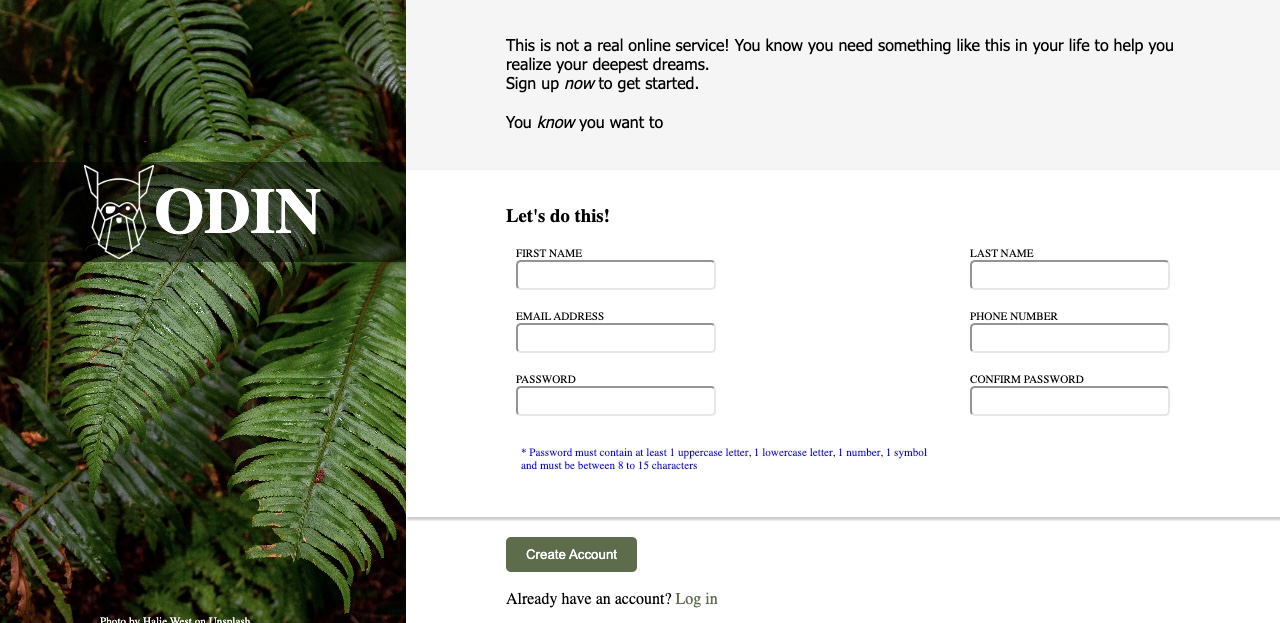 ODIN
Photo by Halie West on Unsplash
This is not a real online service! You know you need something like this in your life to help you
realize your deepest dreams.
Sign up now to get started.
You know you want to
Let's do this!
FIRST NAME
LAST NAME
EMAIL ADDRESS
PHONE NUMBER
PASSWORD
CONFIRM PASSWORD
* Password must contain at least 1 uppercase letter, 1 lowercase letter, 1 number, 1 symbol
and must be between 8 to 15 characters
Create Account
Already have an account? Log in